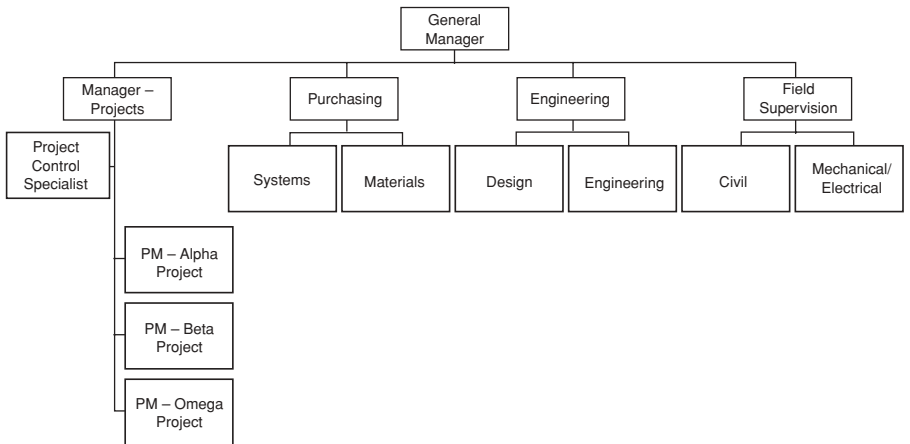 General
Manager
Manager –
Projects
Purchasing
Engineering
Field
Supervision
Project
Control
Specialist
Systems
Materials
Design
Engineering
Civil
Mechanical/
Electrical
PM – Alpha
Project
PM – Beta
Project
PM – Omega
Project